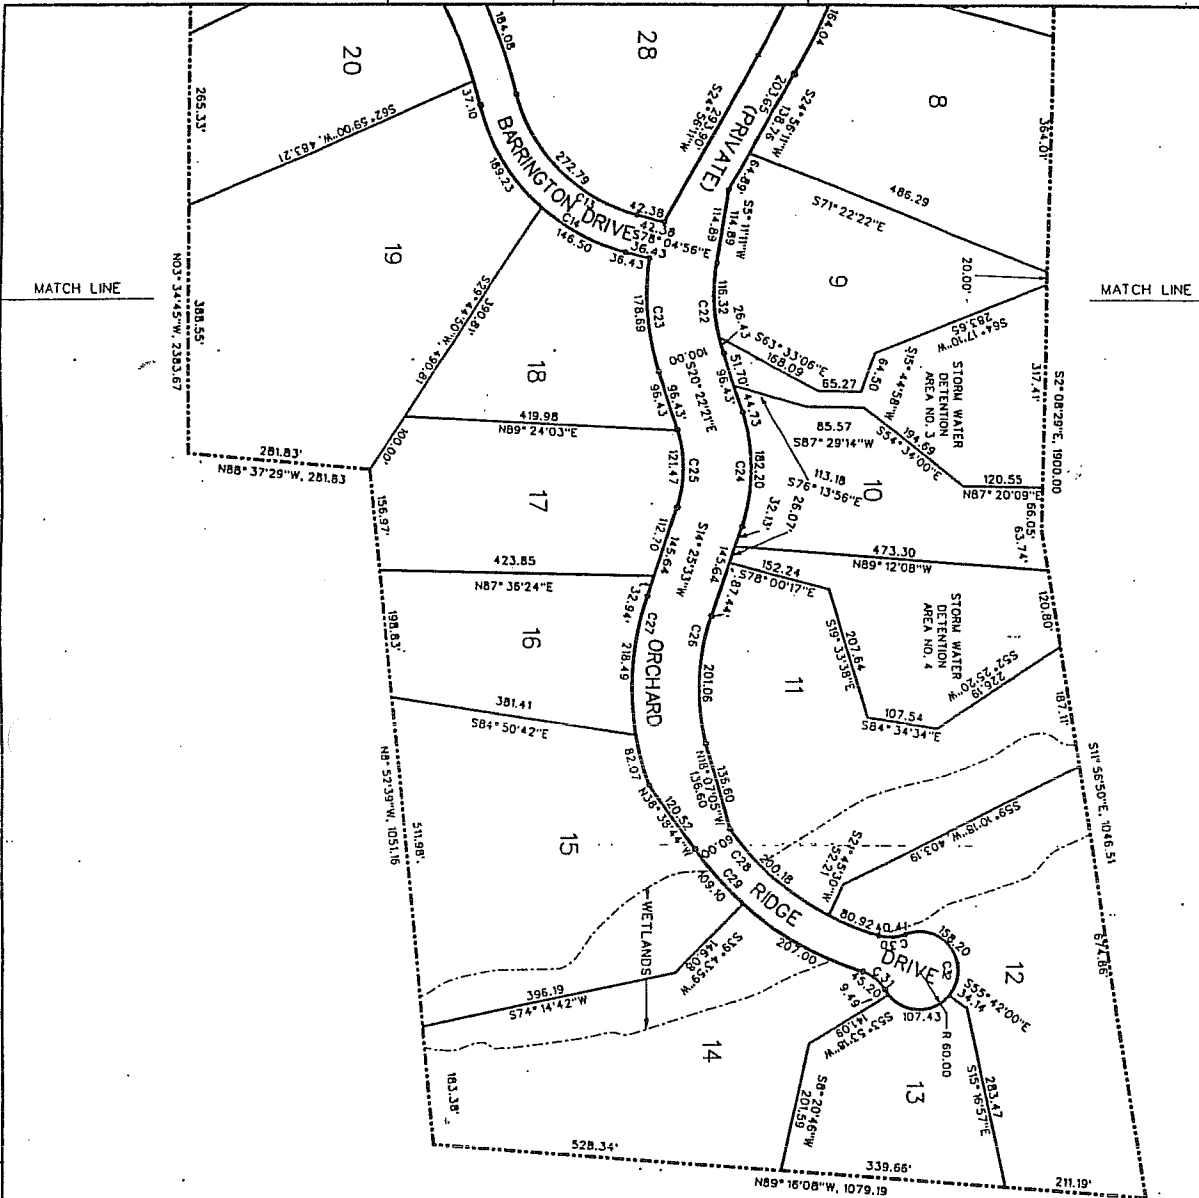 20
184.08
28
164.04
203.65
S24° 56'11"W
138.76
8
364.01'
265.33'
S62° 59'00"W, 483.21
37.10
BARRINGTON DRIVE
189.23
272.79
C13
C14
146.50
42.38
42.38
S78° 04'56"E
36.43
36.43
S24° 56'11"W
293.90'
(PRIVATE)
64.89'
486.29
S71° 22'22"E
S5° 11'11"W
114.89
114.89
20.00'
9
19
MATCH LINE
MATCH LINE
N03° 34'45"W, 2383.67
388.55'
S29° 44'50"W, 490.81
390.81'
100.00'
178.69
C23
116.32
C22
26.43
S63° 33'06"E
168.09
65.27
64.50
S15° 44'58"W
S64° 17'10"W
283.65
STORM WATER
DETENTION
AREA NO. 3
317.41'
S2° 08'29"E, 1900.00
100.00
S20° 22'21"E
96.43'
96.43
51.70'
96.43'
44.73
18
419.98
N89° 24'03"E
85.57
S87° 29'14"W
194.69
S54° 34'00"E
113.18
S76° 13'56"E
10
120.55
N87° 20'09"E
66.05'
63.74'
281.83'
N88° 37'29"W, 281.83
156.97'
17
121.47
C25
C24
182.20
32.13'
26.07'
112.70
145.64
S14° 25'33"W
145.64
87.44'
473.30
N89° 12'08"W
152.24
S78° 00'17"E
423.85
N87° 36'24"E
32.94'
120.80'
STORM WATER
DETENTION
AREA NO. 4
198.83'
16
C27
218.49
ORCHARD
C26
201.06
11
207.64
S19° 33'38"E
S52° 25'20"W
226.19
107.54
S84° 34'34"E
187.11'
381.41
S84° 50'42"E
82.07
N8° 52'39"W, 1051.16
511.98'
136.60
N18° 07'05"W
136.60
120.52
N38° 38'44"W
60.00
S11° 56'50"E, 1046.51
S59° 10'18"W, 403.19
S21° 45'30"W
52.21
15
C28
200.18
C29
109.10
RIDGE
WETLANDS
80.92
C30
158.20
674.86'
12
DRIVE
C32
S55° 42'00"E
34.14
207.00
C31
45.20
9.49
107.43
R 60.00
S39° 43'59"W
146.08
396.19
S74° 14'42"W
14
S53° 53'18"W
141.09
13
283.47
S15° 16'57"E
S8° 20'46"W
201.59
183.38'
528.34'
339.66'
N89° 16'08"W, 1079.19
211.19'